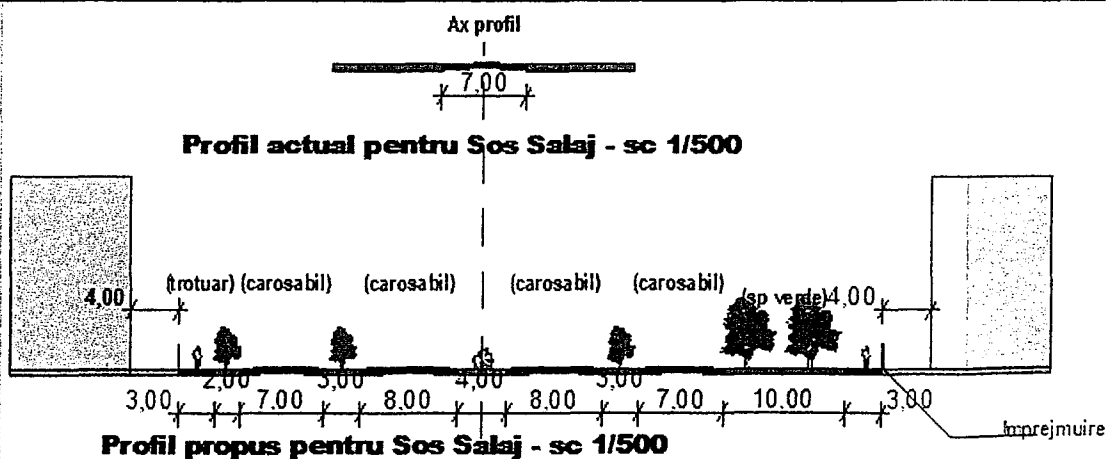 Ax profil
7,00
Profil actual pentru Sos Salaj - sc 1/500
(trotuar) (carosabil) (carosabil) (carosabil) (carosabil)
4,00 (sp verde) 4,00
2,00 3,00 4,00 3,00
3,00 7,00 8,00 8,00 7,00 10,00 3,00
Imprejmuire
Profil propus pentru Sos Salaj - sc 1/500